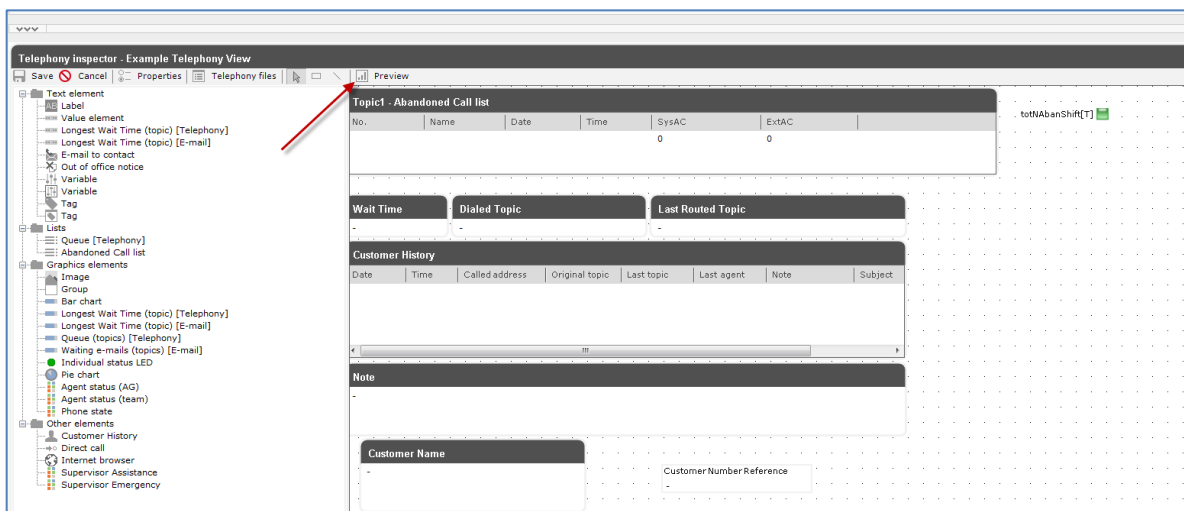 Telephony inspector - Example Telephony View
Save Cancel Properties Telephony files Preview
Text element
AB Label
Value element
Longest Wait Time (topic) [Telephony]
Longest Wait Time (topic) [E-mail]
E-mail to contact
Out of office notice
Variable
Variable
Tag
Tag
Lists
Queue [Telephony]
Abandoned Call list
Graphics elements
Image
Group
Bar chart
Longest Wait Time (topic) [Telephony]
Longest Wait Time (topic) [E-mail]
Queue (topics) [Telephony]
Waiting e-mails (topics) [E-mail]
Individual status LED
Pie chart
Agent status (AG)
Agent status (team)
Phone state
Other elements
Customer History
Direct call
Internet browser
Supervisor Assistance
Supervisor Emergency
Topic1 - Abandoned Call list
No. Name Date Time SysAC ExtAC
0 0
totNAbanShift[T]
Wait Time Dialed Topic Last Routed Topic
- - -
Customer History
Date Time Called address Original topic Last topic Last agent Note Subject
Note
-
Customer Name
-
Customer Number Reference
-